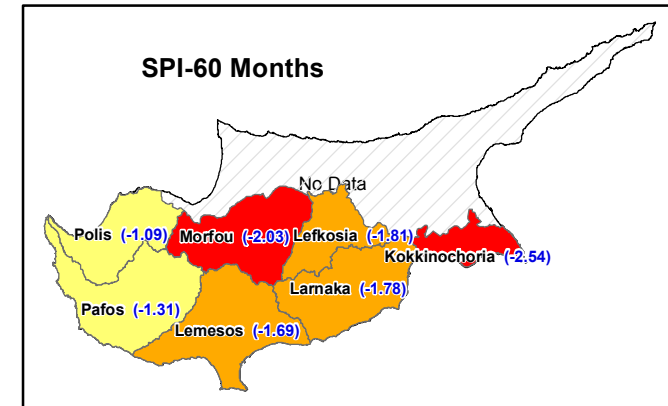 SPI-60 Months
No Data
Polis (-1.09)
Morfou (-2.03)
Lefkosia (-1.81)
Kokkinochoria (-2.54)
Larnaka (-1.78)
Pafos (-1.31)
Lemesos (-1.69)